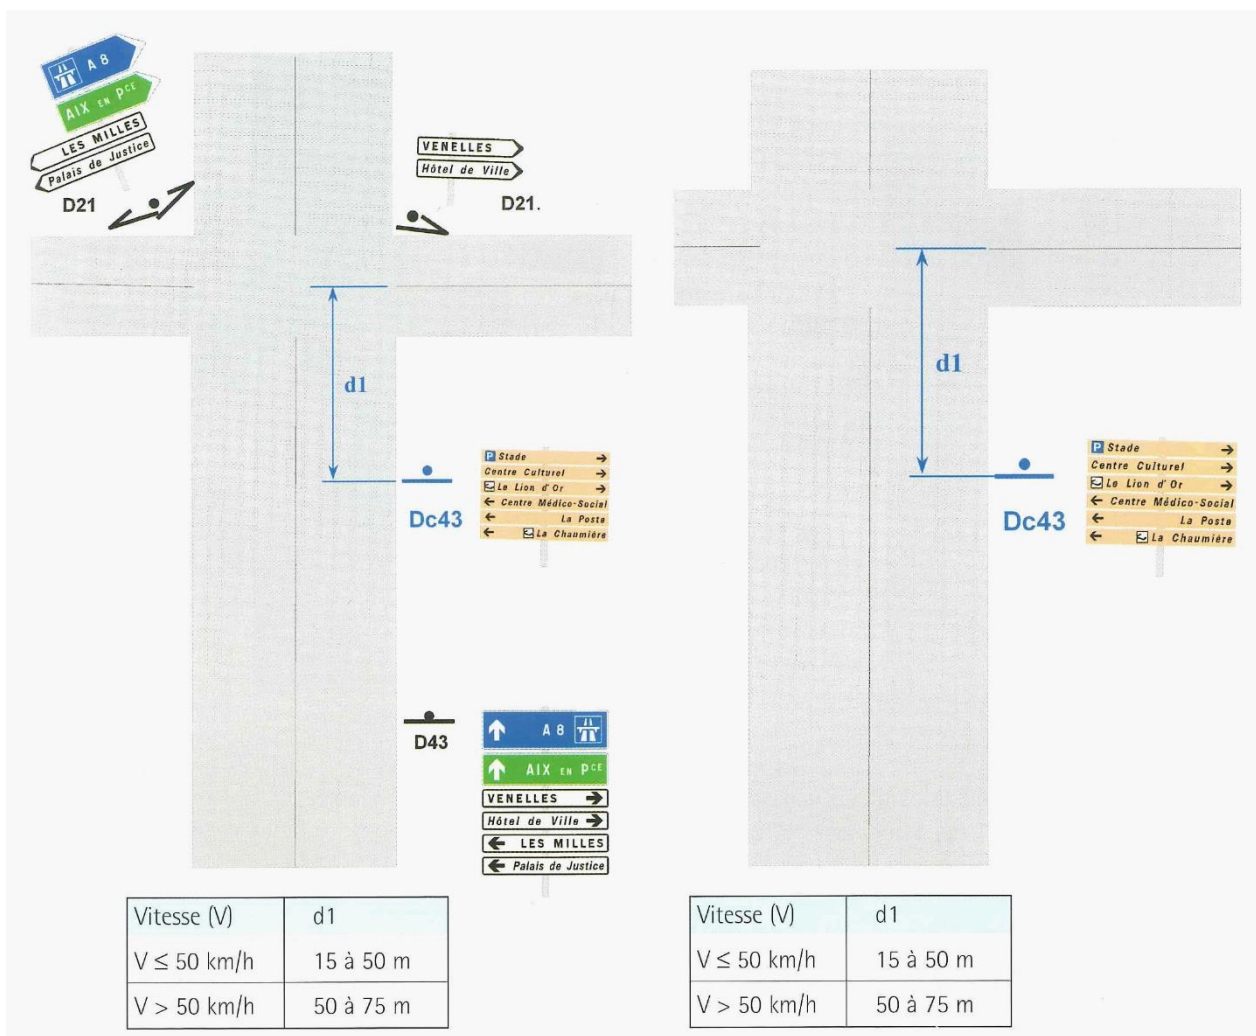 A 8
AIX EN PCE
LES MILLES
Palais de Justice
D21
VENELLES
Hôtel de Ville
D21.
d1
Dc43
P Stade
Centre Culturel
Le Lion d'Or
Centre Médico-Social
La Poste
La Chaumière
D43
A 8
AIX EN PCE
VENELLES
Hôtel de Ville
LES MILLES
Palais de Justice
Vitesse (V) d1
V ≤ 50 km/h 15 à 50 m
V > 50 km/h 50 à 75 m
d1
Dc43
P Stade
Centre Culturel
Le Lion d'Or
Centre Médico-Social
La Poste
La Chaumière
Vitesse (V) d1
V ≤ 50 km/h 15 à 50 m
V > 50 km/h 50 à 75 m